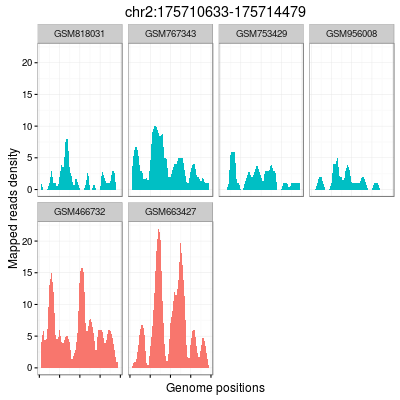 chr2:175710633-175714479
GSM818031 GSM767343 GSM753429 GSM956008
20
15
10
5
0
Mapped reads density
GSM466732 GSM663427
20
15
10
5
0
Genome positions